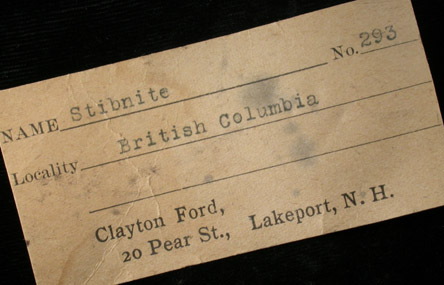 No. 293
NAME Stibnite
Locality British Columbia
Clayton Ford,
20 Pear St., Lakeport, N. H.